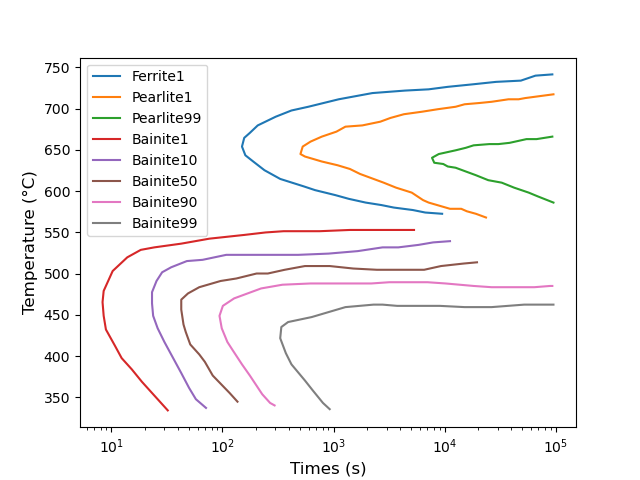 750
700
650
600
550
500
450
400
350
Temperature (°C)
Ferrite1
Pearlite1
Pearlite99
Bainite1
Bainite10
Bainite50
Bainite90
Bainite99
10¹
10²
10³
10⁴
10⁵
Times (s)